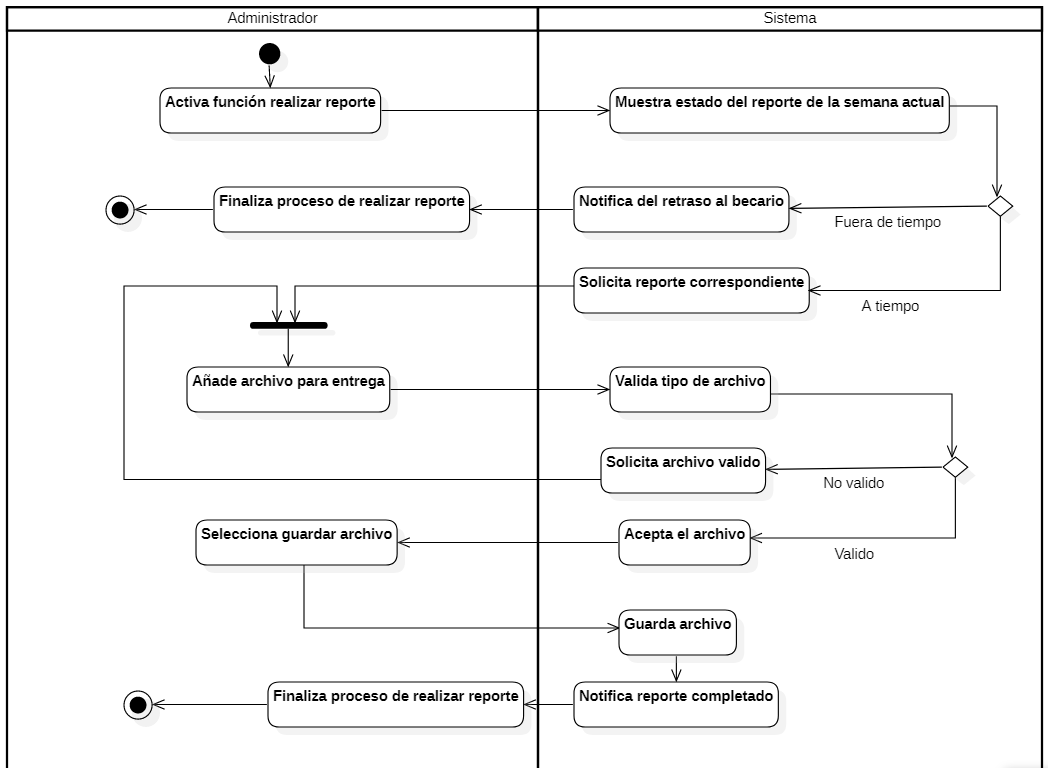 Administrador
Sistema
Activa función realizar reporte
Muestra estado del reporte de la semana actual
Finaliza proceso de realizar reporte
Notifica del retraso al becario
Fuera de tiempo
Solicita reporte correspondiente
A tiempo
Añade archivo para entrega
Valida tipo de archivo
Solicita archivo valido
No valido
Selecciona guardar archivo
Acepta el archivo
Valido
Guarda archivo
Finaliza proceso de realizar reporte
Notifica reporte completado